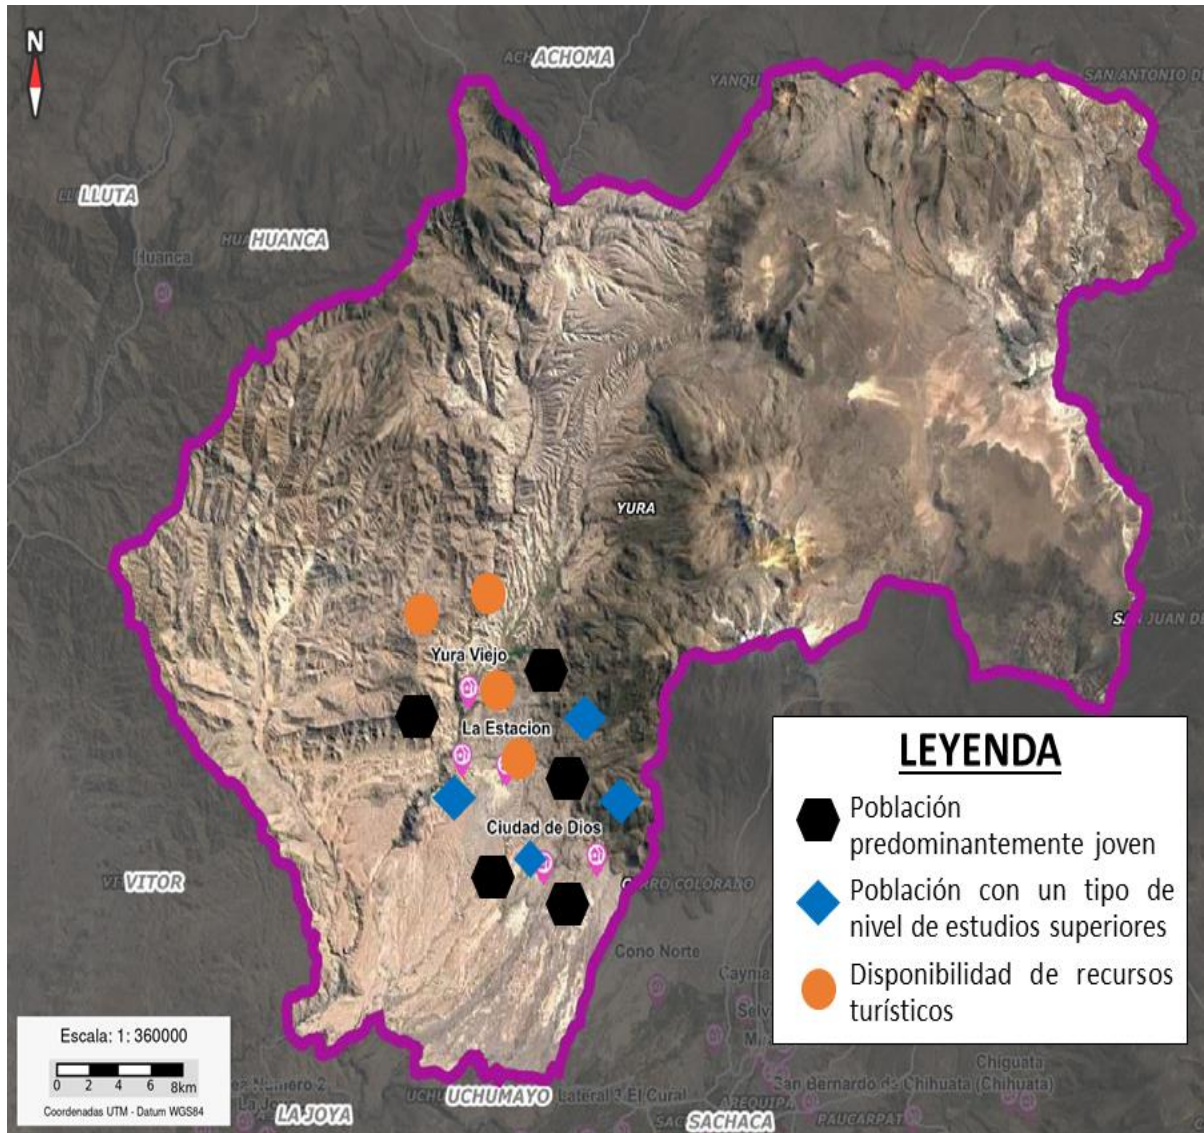 N
ACHOMA
YANQU
SAN ANTONIO DE
LLUTA
HUANCA
Huanca
YURA
SAN JUAN DE
Yura Viejo
La Estacion
Ciudad de Dios
VITOR
CERRO COLORADO
Cono Norte
LEYENDA
Población
predominantemente joven
Población con un tipo de
nivel de estudios superiores
Disponibilidad de recursos
turísticos
Escala: 1: 360000
0 2 4 6 8km
Coordenadas UTM - Datum WGS84
Chiguata
San Bernardo de Chihuata (Chihuata)
UCHUMAYO
Lateral 3 El Cural
AREQUIPA
PAUCARPAT
LA JOYA
SACHACA